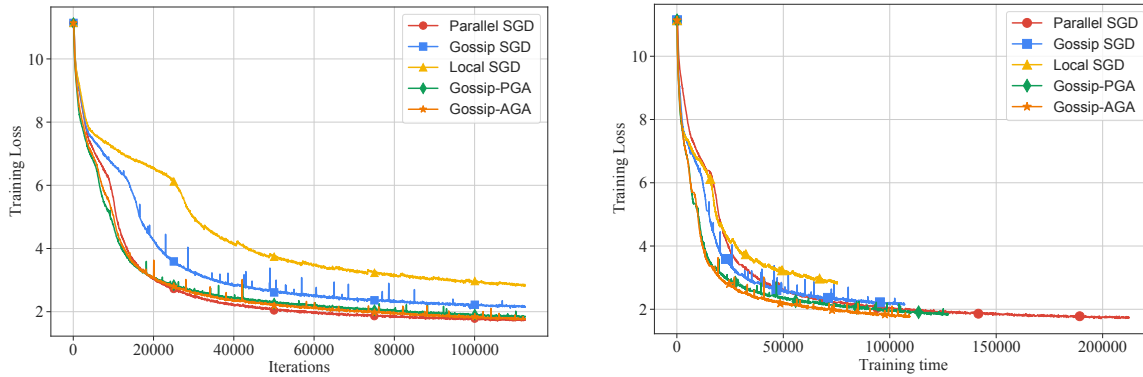 Training Loss
10
8
6
4
2
0
20000
40000
60000
80000
100000
Iterations
Parallel SGD
Gossip SGD
Local SGD
Gossip-PGA
Gossip-AGA
Training Loss
10
8
6
4
2
0
50000
100000
150000
200000
Training time
Parallel SGD
Gossip SGD
Local SGD
Gossip-PGA
Gossip-AGA